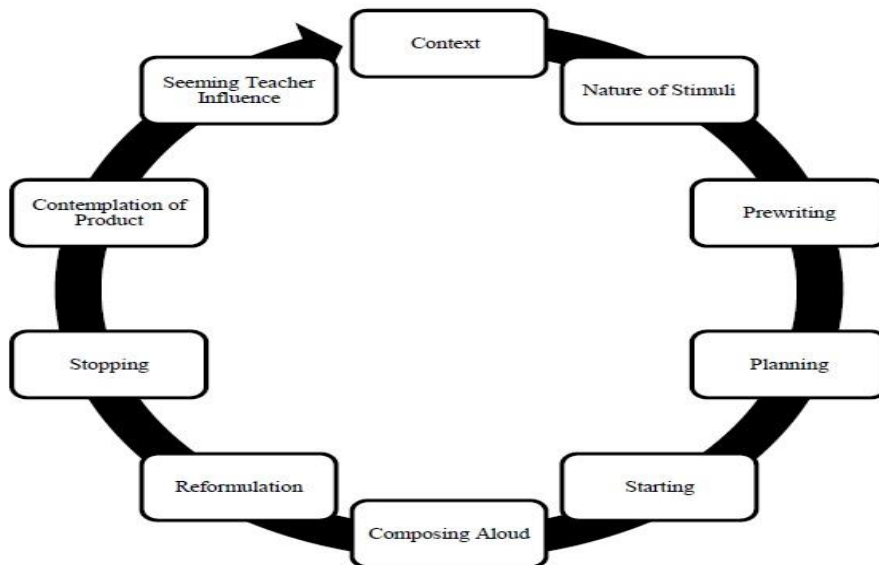 Context
Nature of Stimuli
Prewriting
Planning
Starting
Composing Aloud
Reformulation
Stopping
Contemplation of
Product
Seeming Teacher
Influence